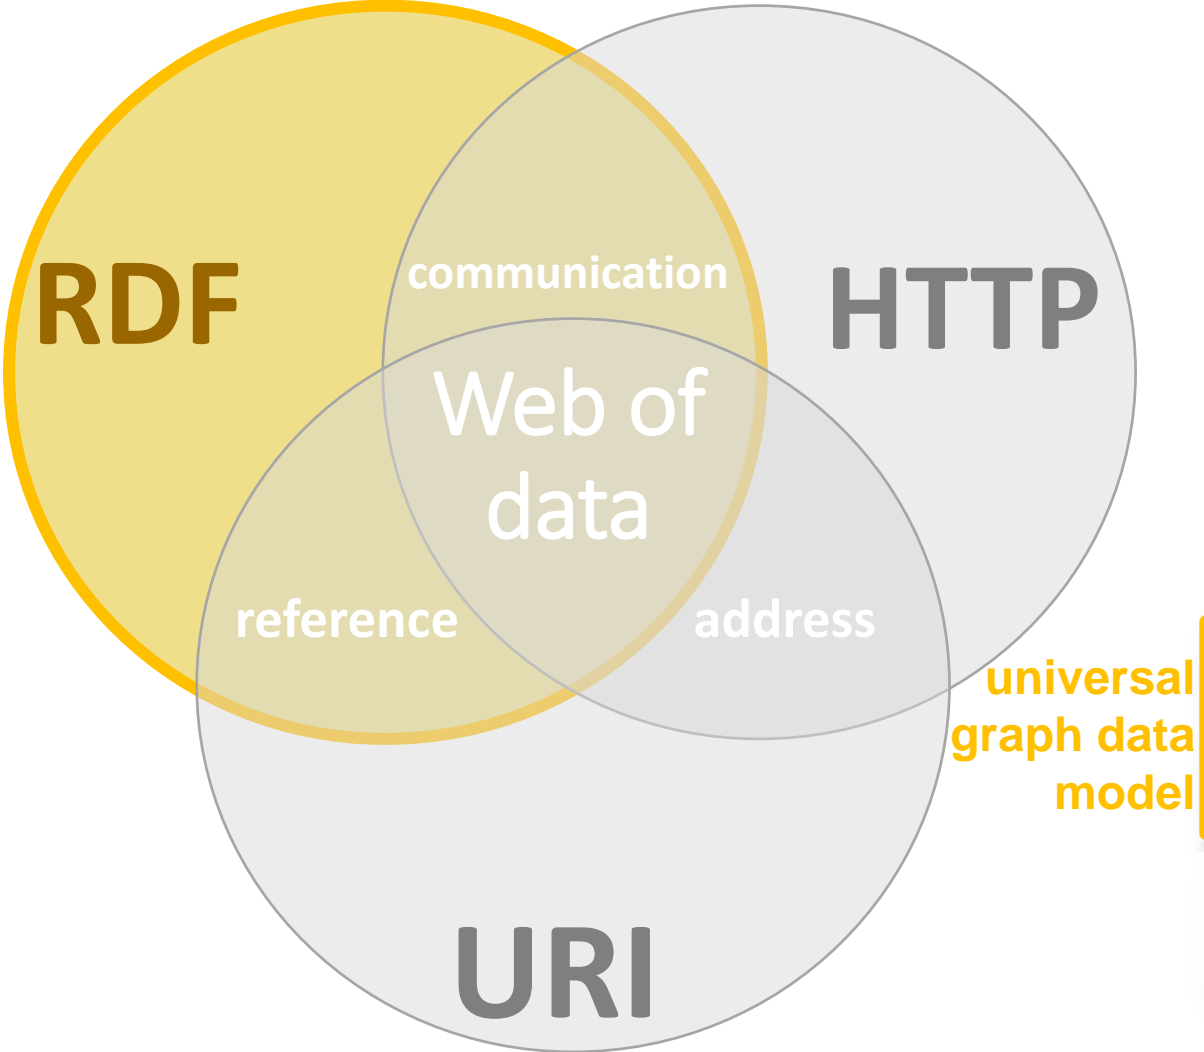 RDF
communication
HTTP
Web of
data
reference
address
universal
graph data
model
URI